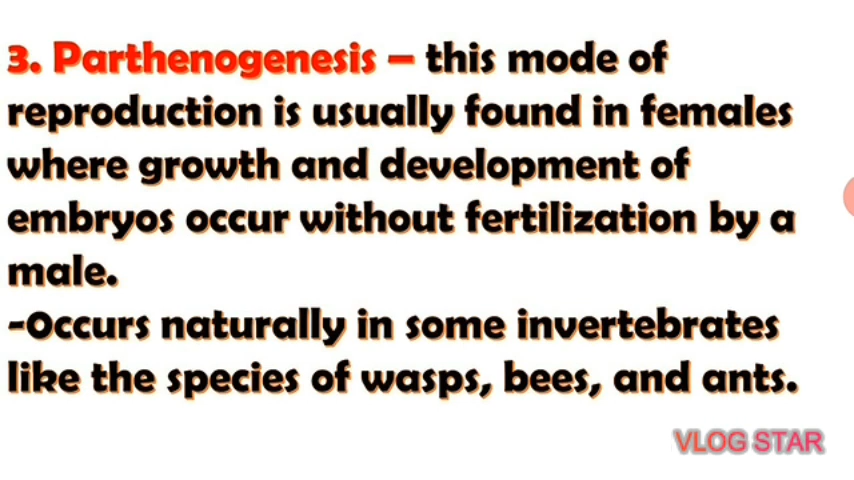 3. Parthenogenesis – this mode of
reproduction is usually found in females
where growth and development of
embryos occur without fertilization by a
male.
-Occurs naturally in some invertebrates
like the species of wasps, bees, and ants.
VLOG STAR